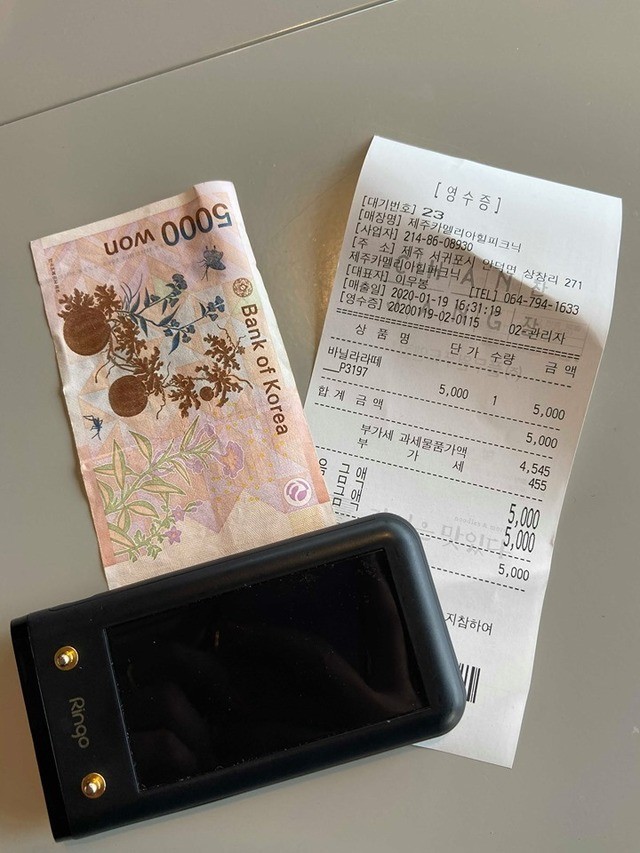 5000 won
Bank of Korea
[영수증]
[대기번호] 23
[매장명] 제주카멜리아힐피크닉
[사업자] 214-86-08930
[주 소] 제주 서귀포시 안덕면 상창리 271
제주카멜리아힐피크닉
[대표자] 이우봉 [TEL] 064-794-1633
[매출일] 2020-01-19 16:31:19
[영수증] 20200119-02-0115 02-관리자
상 품 명 단 가 수량 금 액
바닐라라떼
__P3197 5,000 1 5,000
합 계 금 액 5,000
부가세 과세물품가액 4,545
부 가 세 455
금액 5,000
금액 5,000
5,000
지참하여
Ringo